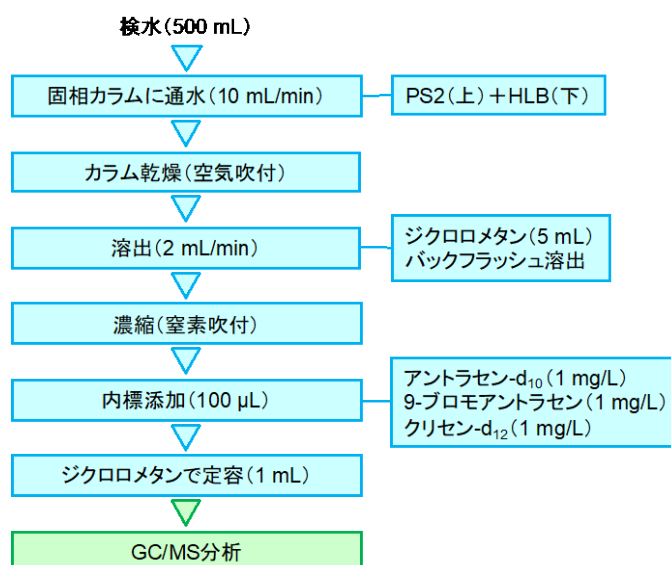 検水(500 mL)
固相カラムに通水(10 mL/min)
PS2(上)+HLB(下)
カラム乾燥(空気吹付)
溶出(2 mL/min)
ジクロロメタン(5 mL)
バックフラッシュ溶出
濃縮(窒素吹付)
内標添加(100 µL)
アントラセン-d₁₀(1 mg/L)
9-ブロモアントラセン(1 mg/L)
クリセン-d₁₂(1 mg/L)
ジクロロメタンで定容(1 mL)
GC/MS分析